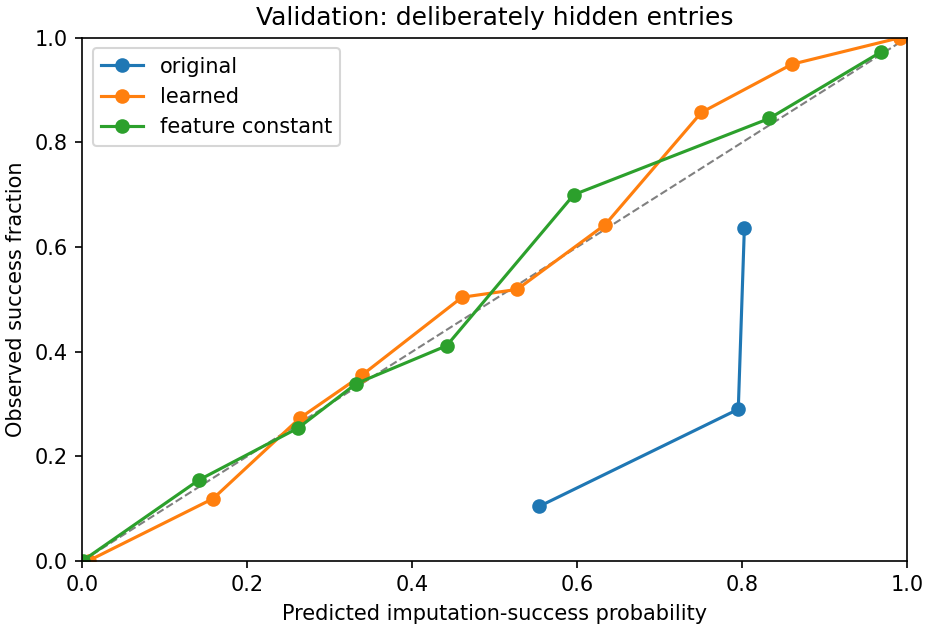 Validation: deliberately hidden entries
original
learned
feature constant
1.0
0.8
0.6
0.4
0.2
0.0
Observed success fraction
0.0 0.2 0.4 0.6 0.8 1.0
Predicted imputation-success probability